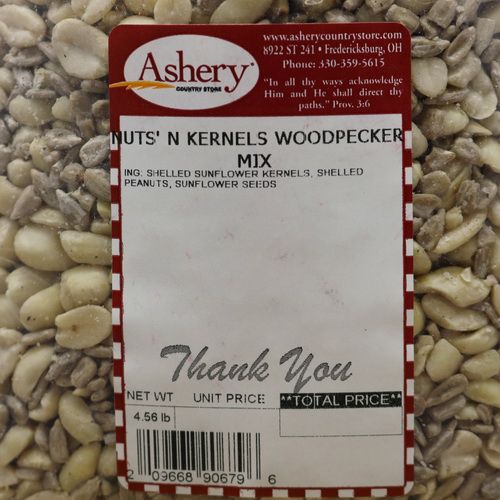 Ashery
COUNTRY STORE
www.asherycountrystore.com
8922 ST 241 • Fredericksburg, OH
Phone: 330-359-5615
"In all thy ways acknowledge
Him and He shall direct thy
paths." Prov. 3:6
NUTS' N KERNELS WOODPECKER
MIX
ING: SHELLED SUNFLOWER KERNELS, SHELLED
PEANUTS, SUNFLOWER SEEDS
Thank You
NET WT UNIT PRICE **TOTAL PRICE**
4.56 lb
2 09668 90679 6